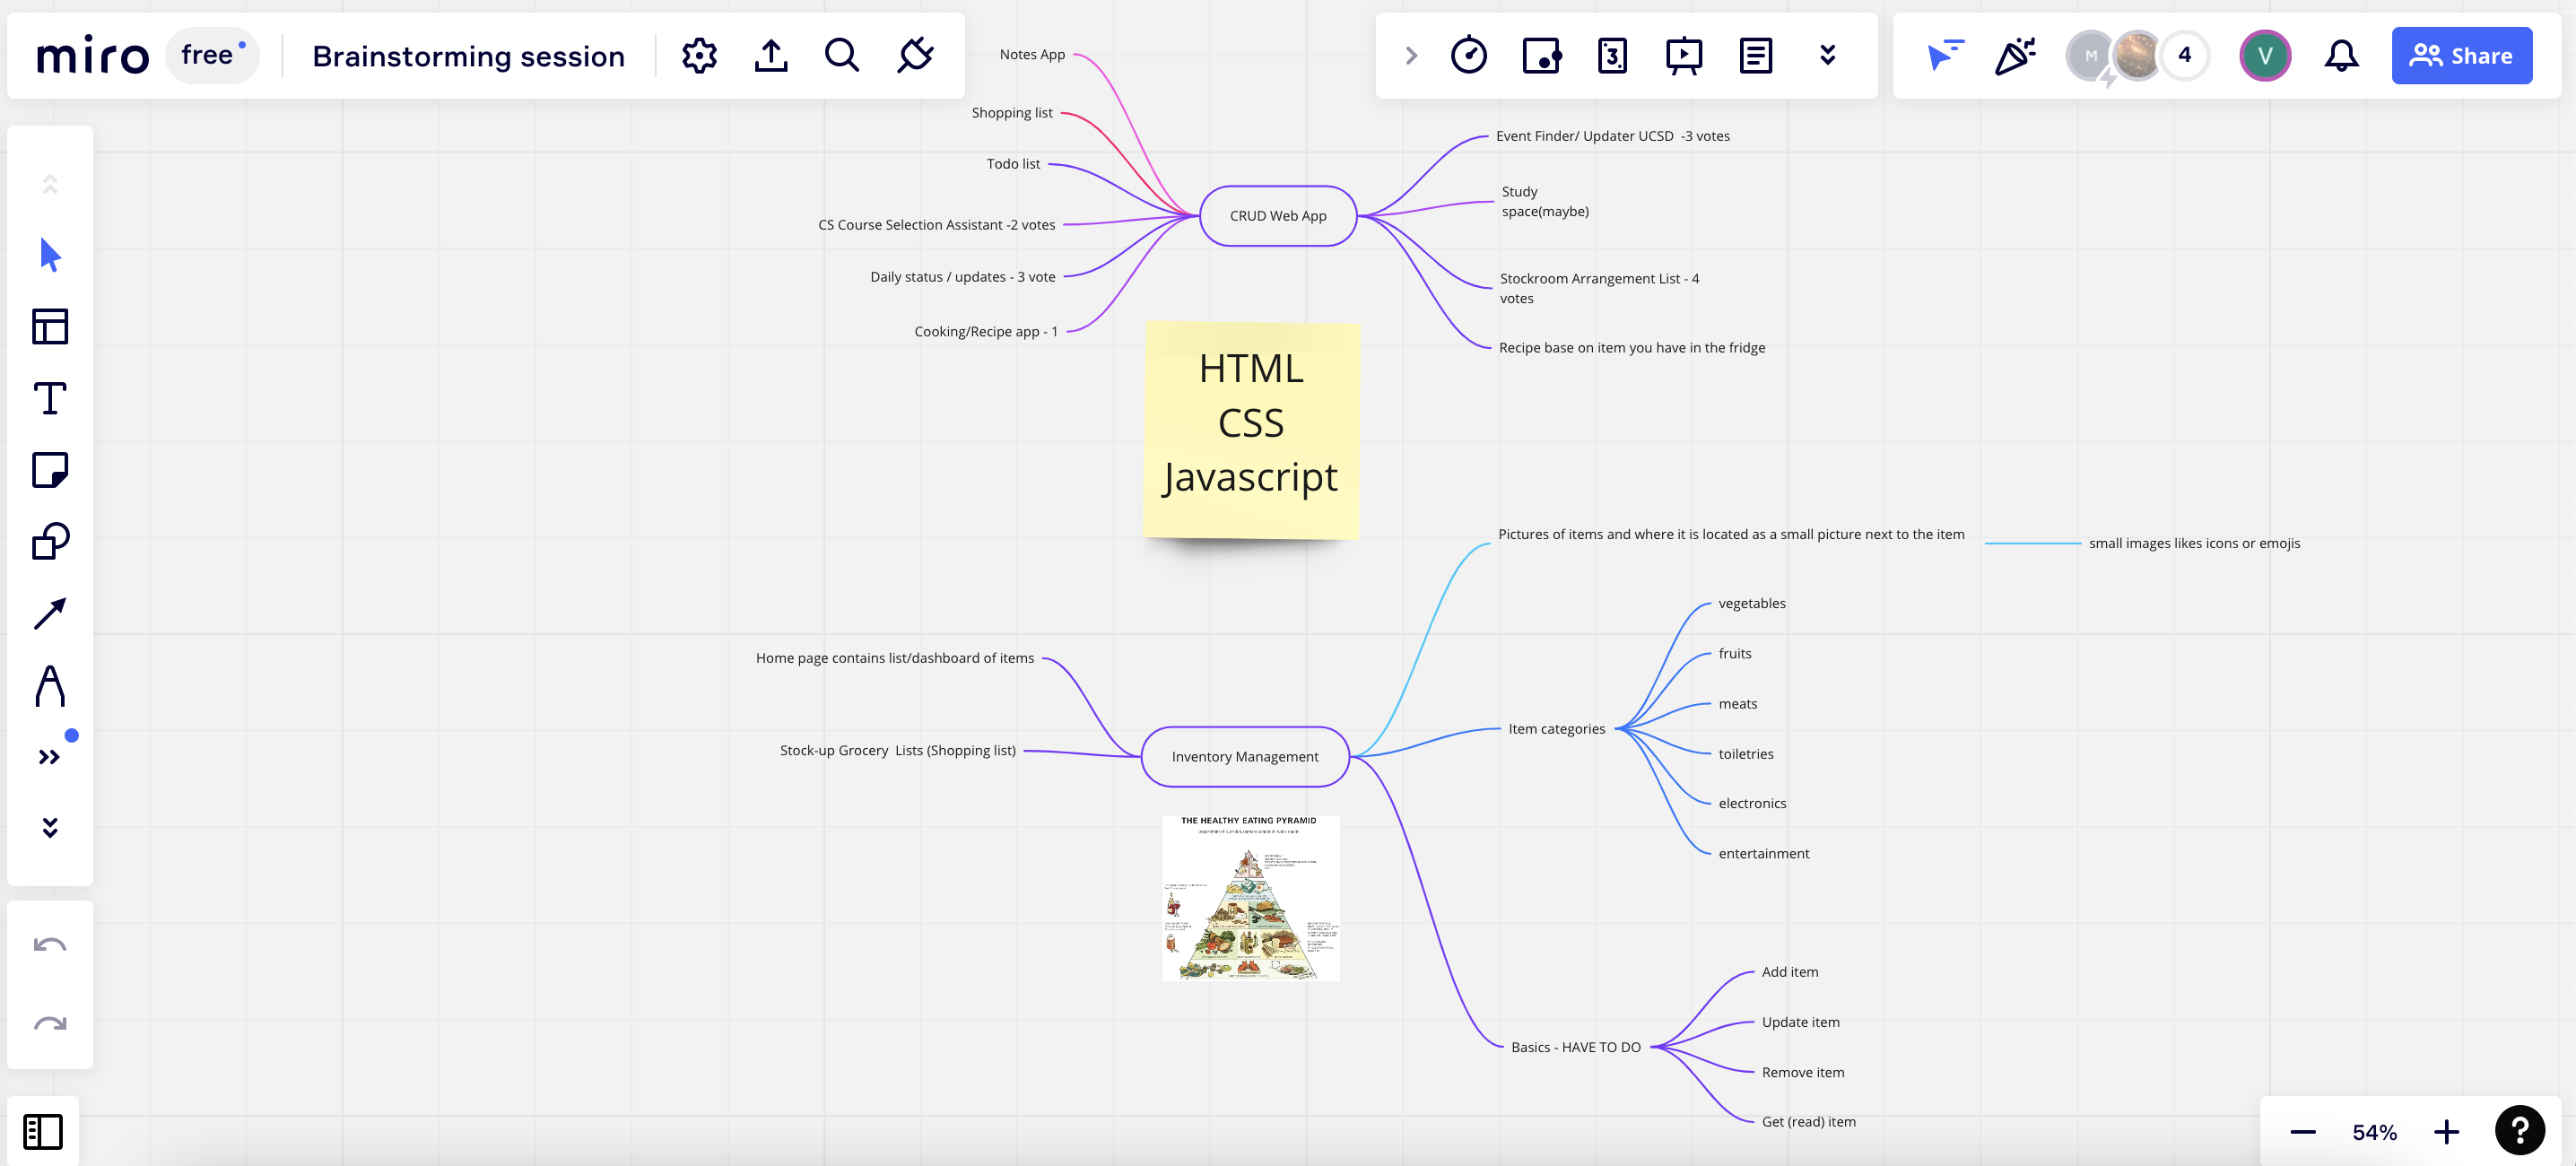 miro
free
Brainstorming session
3
M
4
V
Share
Notes App
Shopping list
Todo list
CS Course Selection Assistant -2 votes
Daily status / updates - 3 vote
Cooking/Recipe app - 1
CRUD Web App
Event Finder/ Updater UCSD  -3 votes
Study
space(maybe)
Stockroom Arrangement List - 4
votes
Recipe base on item you have in the fridge
HTML
CSS
Javascript
Pictures of items and where it is located as a small picture next to the item
small images likes icons or emojis
Home page contains list/dashboard of items
Stock-up Grocery  Lists (Shopping list)
Inventory Management
Item categories
vegetables
fruits
meats
toiletries
electronics
entertainment
THE HEALTHY EATING PYRAMID
Basics - HAVE TO DO
Add item
Update item
Remove item
Get (read) item
54%
?